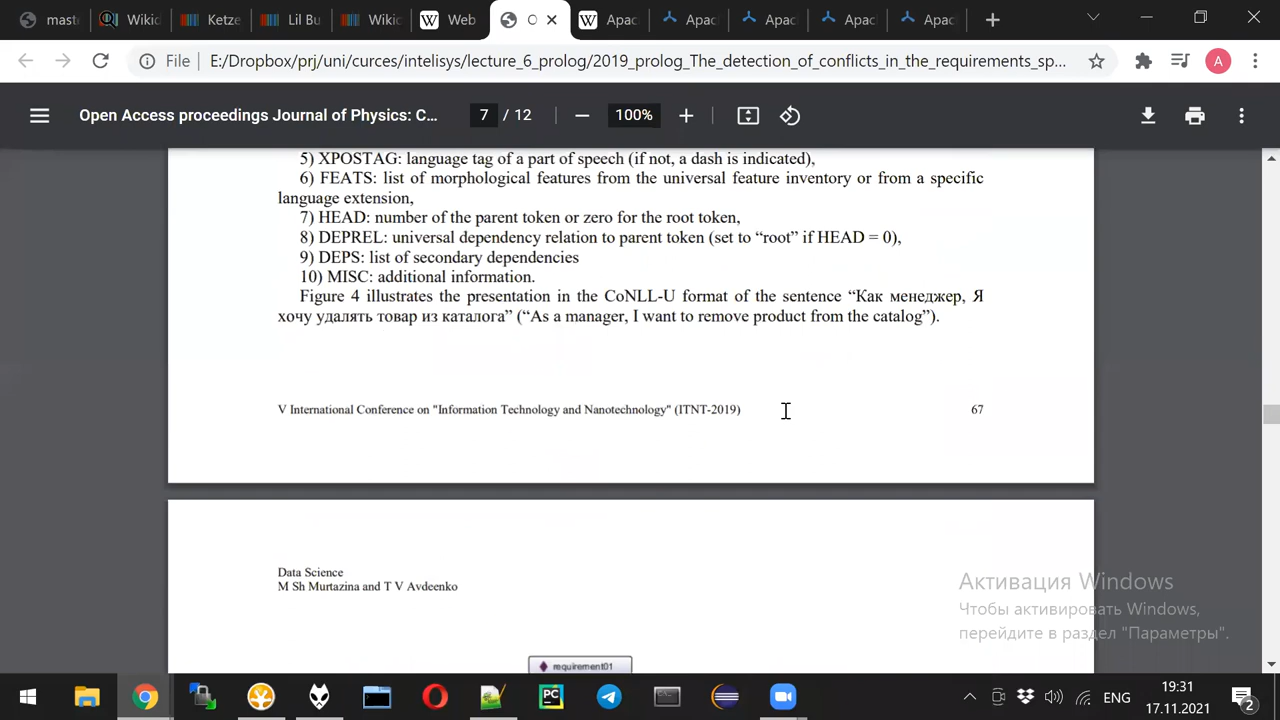 mast
Wikic
Ketze
Lil Bu
Wikic
Web
O
Apac
Apac
Apac
Apac
Apac
File E:/Dropbox/prj/uni/curces/intelisys/lecture_6_prolog/2019_prolog_The_detection_of_conflicts_in_the_requirements_sp...
A
Open Access proceedings Journal of Physics: C...
7 / 12
100%
5) XPOSTAG: language tag of a part of speech (if not, a dash is indicated),
6) FEATS: list of morphological features from the universal feature inventory or from a specific
language extension,
7) HEAD: number of the parent token or zero for the root token,
8) DEPREL: universal dependency relation to parent token (set to “root” if HEAD = 0),
9) DEPS: list of secondary dependencies
10) MISC: additional information.
Figure 4 illustrates the presentation in the CoNLL-U format of the sentence “Как менеджер, Я
хочу удалять товар из каталога” (“As a manager, I want to remove product from the catalog”).
V International Conference on "Information Technology and Nanotechnology" (ITNT-2019) 67
Data Science
M Sh Murtazina and T V Avdeenko
requirement01
Активация Windows
Чтобы активировать Windows,
перейдите в раздел "Параметры".
PC
ENG
19:31
17.11.2021
2